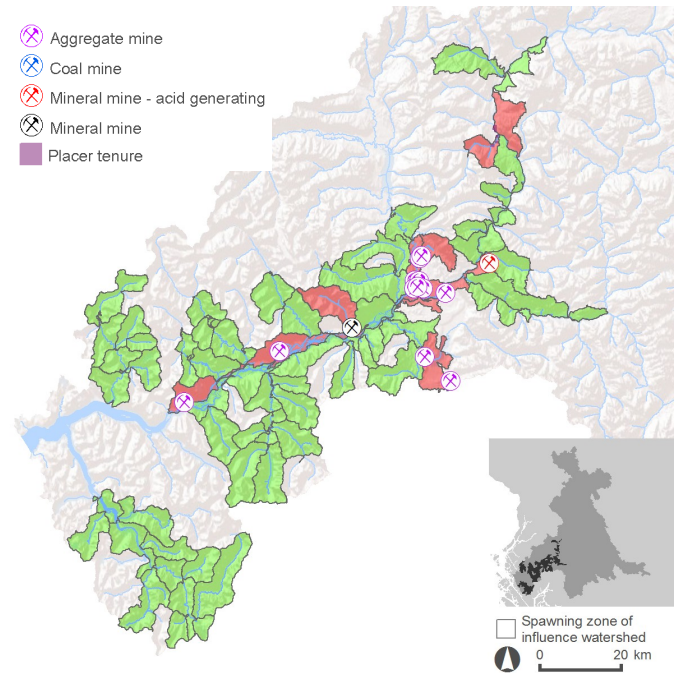 Aggregate mine
Coal mine
Mineral mine - acid generating
Mineral mine
Placer tenure
Spawning zone of
influence watershed
0 20 km